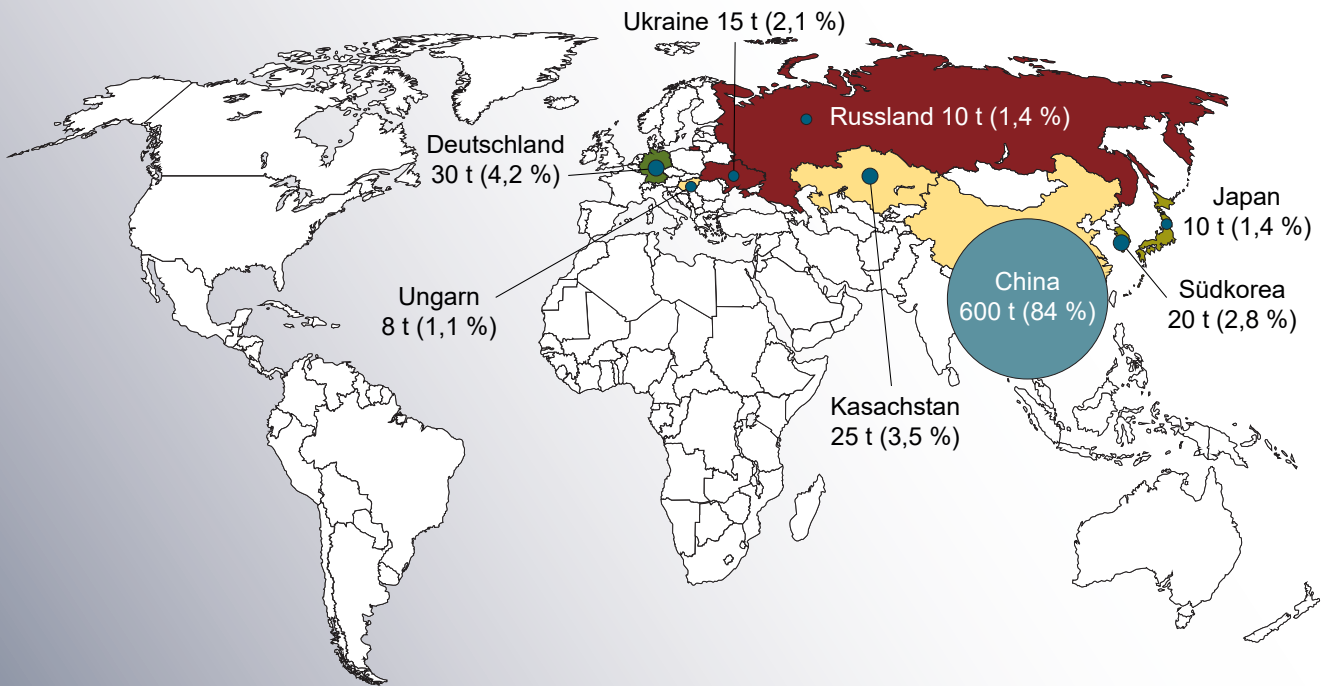 Ukraine 15 t (2,1 %)
Russland 10 t (1,4 %)
Deutschland
30 t (4,2 %)
Japan
10 t (1,4 %)
Ungarn
8 t (1,1 %)
China
600 t (84 %)
Südkorea
20 t (2,8 %)
Kasachstan
25 t (3,5 %)